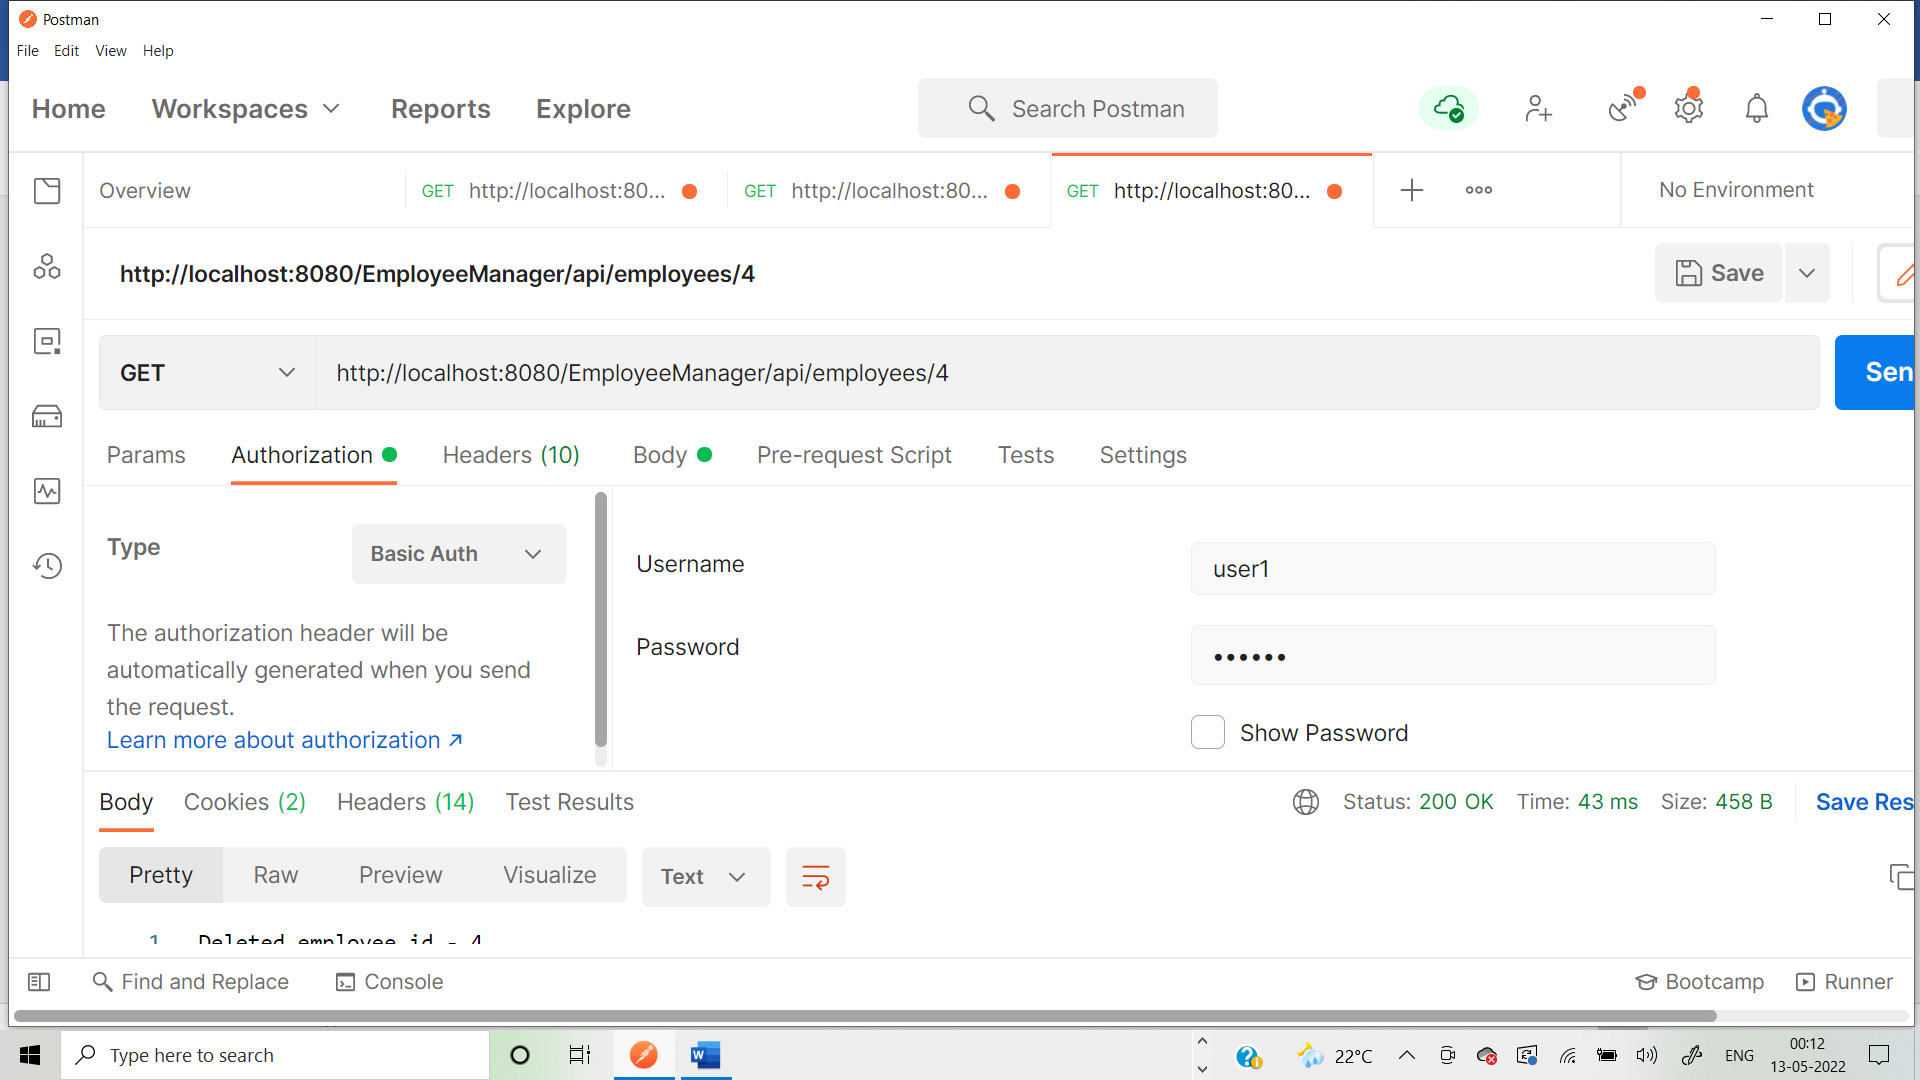 Postman
File Edit View Help
Home Workspaces Reports Explore Search Postman
Overview GET http://localhost:80... GET http://localhost:80... GET http://localhost:80... No Environment
http://localhost:8080/EmployeeManager/api/employees/4 Save
GET http://localhost:8080/EmployeeManager/api/employees/4 Sen
Params Authorization Headers (10) Body Pre-request Script Tests Settings
Type Basic Auth
Username user1
The authorization header will be
automatically generated when you send
the request.
Learn more about authorization ↗
Password ••••••
Show Password
Body Cookies (2) Headers (14) Test Results Status: 200 OK Time: 43 ms Size: 458 B Save Res
Pretty Raw Preview Visualize Text
1 Deleted employee id - 4
Find and Replace Console Bootcamp Runner
Type here to search 22°C ENG 00:12
13-05-2022